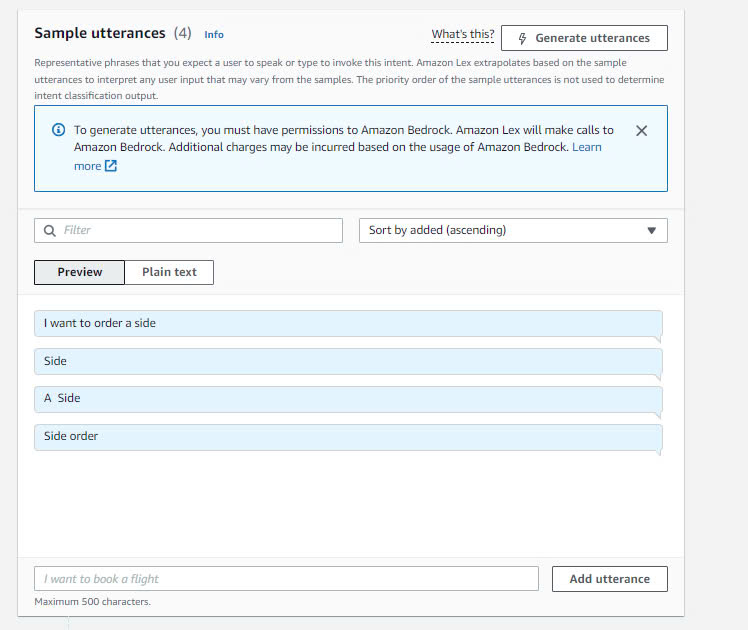 Sample utterances (4) Info What's this? Generate utterances
Representative phrases that you expect a user to speak or type to invoke this intent. Amazon Lex extrapolates based on the sample
utterances to interpret any user input that may vary from the samples. The priority order of the sample utterances is not used to determine
intent classification output.
To generate utterances, you must have permissions to Amazon Bedrock. Amazon Lex will make calls to
Amazon Bedrock. Additional charges may be incurred based on the usage of Amazon Bedrock. Learn
more
Filter Sort by added (ascending)
Preview Plain text
I want to order a side
Side
A Side
Side order
I want to book a flight Add utterance
Maximum 500 characters.